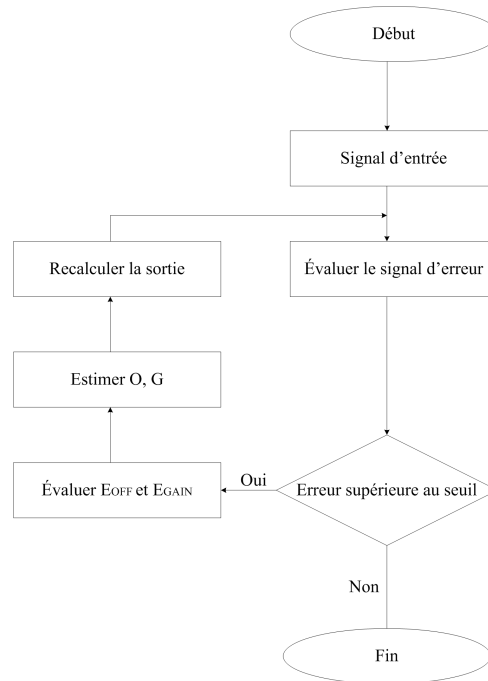 Début
Signal d'entrée
Recalculer la sortie
Évaluer le signal d'erreur
Estimer O, G
Évaluer EOFF et EGAIN
Oui
Erreur supérieure au seuil
Non
Fin